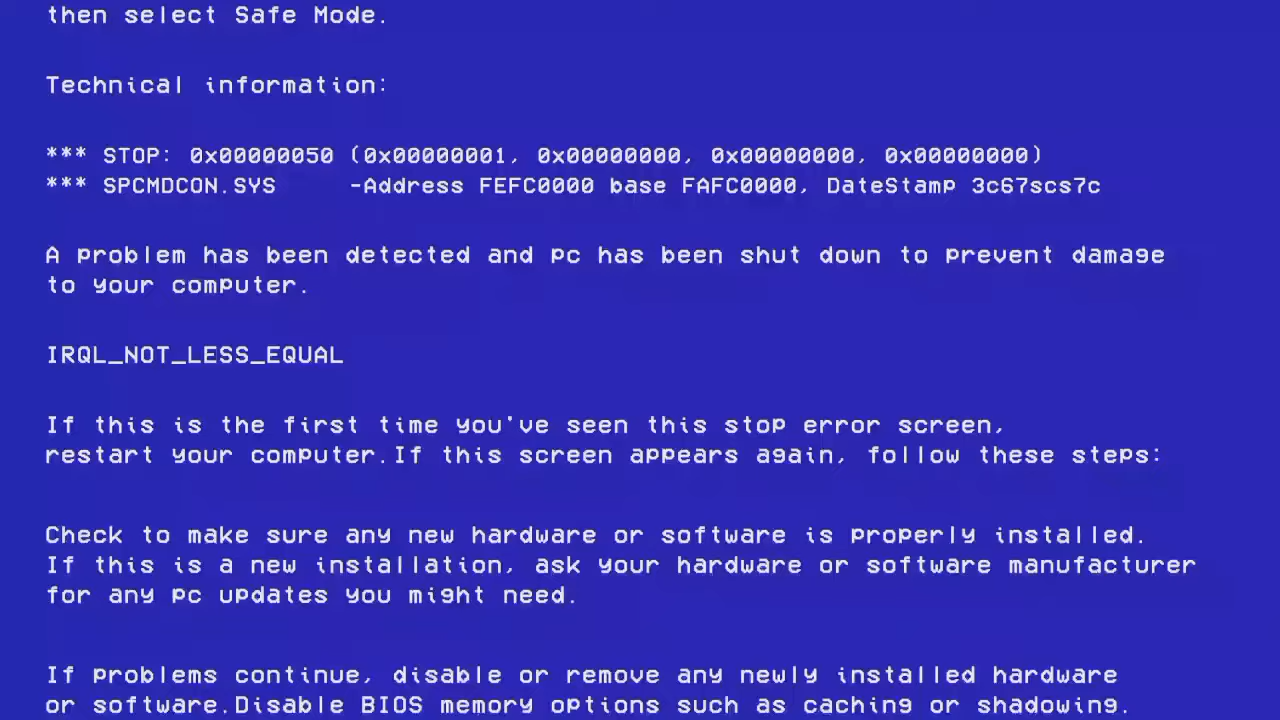 then select Safe Mode.
Technical information:
*** STOP: 0x00000050 (0x00000001, 0x00000000, 0x00000000, 0x00000000)
*** SPCMDCON.SYS -Address FEFC0000 base FAFC0000, DateStamp 3c67scs7c
A problem has been detected and pc has been shut down to prevent damage
to your computer.
IRQL_NOT_LESS_EQUAL
If this is the first time you've seen this stop error screen,
restart your computer.If this screen appears again, follow these steps:
Check to make sure any new hardware or software is properly installed.
If this is a new installation, ask your hardware or software manufacturer
for any pc updates you might need.
If problems continue, disable or remove any newly installed hardware
or software.Disable BIOS memory options such as caching or shadowing.